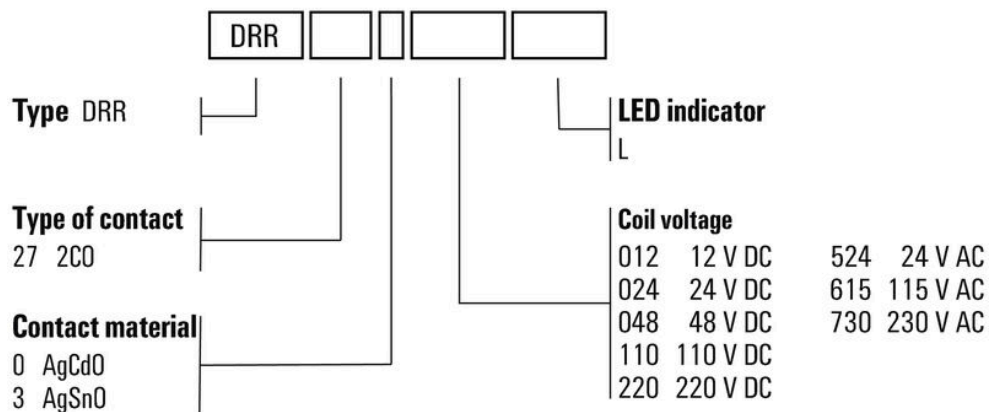 DRR
Type DRR
LED indicator
L
Type of contact
27 2CO
Contact material
0 AgCdO
3 AgSnO
Coil voltage
012 12 V DC 524 24 V AC
024 24 V DC 615 115 V AC
048 48 V DC 730 230 V AC
110 110 V DC
220 220 V DC